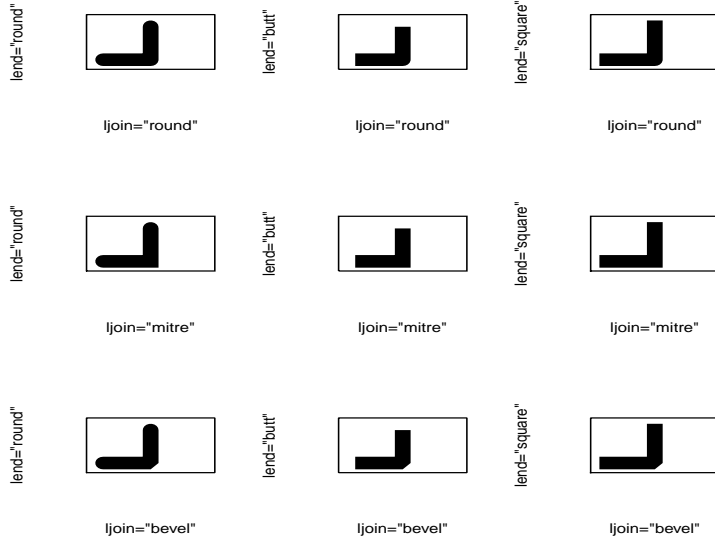 lend="round"
ljoin="round"
lend="butt"
ljoin="round"
lend="square"
ljoin="round"
lend="round"
ljoin="mitre"
lend="butt"
ljoin="mitre"
lend="square"
ljoin="mitre"
lend="round"
ljoin="bevel"
lend="butt"
ljoin="bevel"
lend="square"
ljoin="bevel"